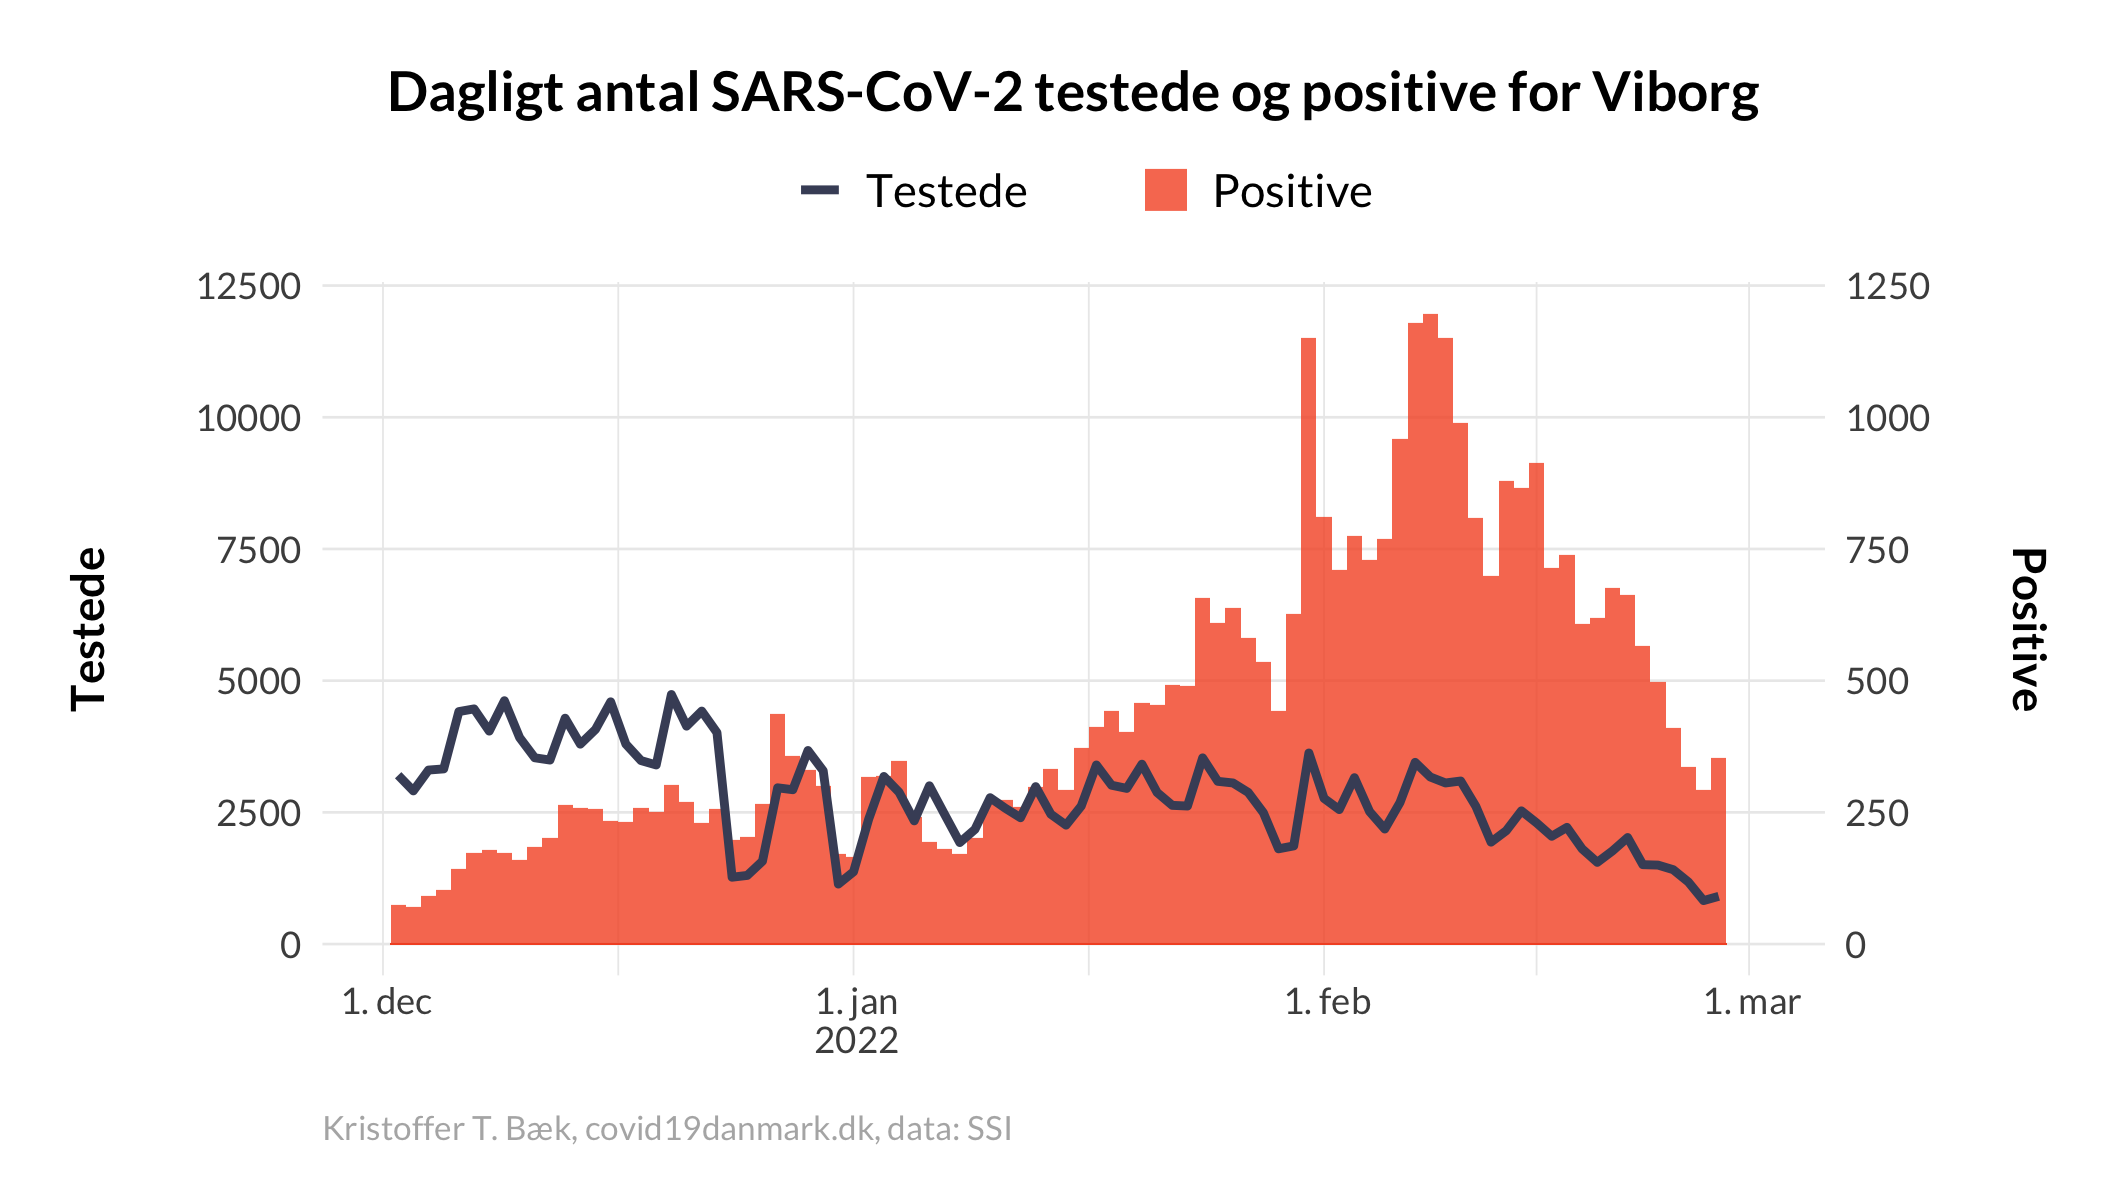 Dagligt antal SARS-CoV-2 testede og positive for Viborg
Testede
Positive
12500
10000
7500
5000
2500
0
Testede
1250
1000
750
500
250
0
Positive
1. dec
1. jan
2022
1. feb
1. mar
Kristoffer T. Bæk, covid19danmark.dk, data: SSI